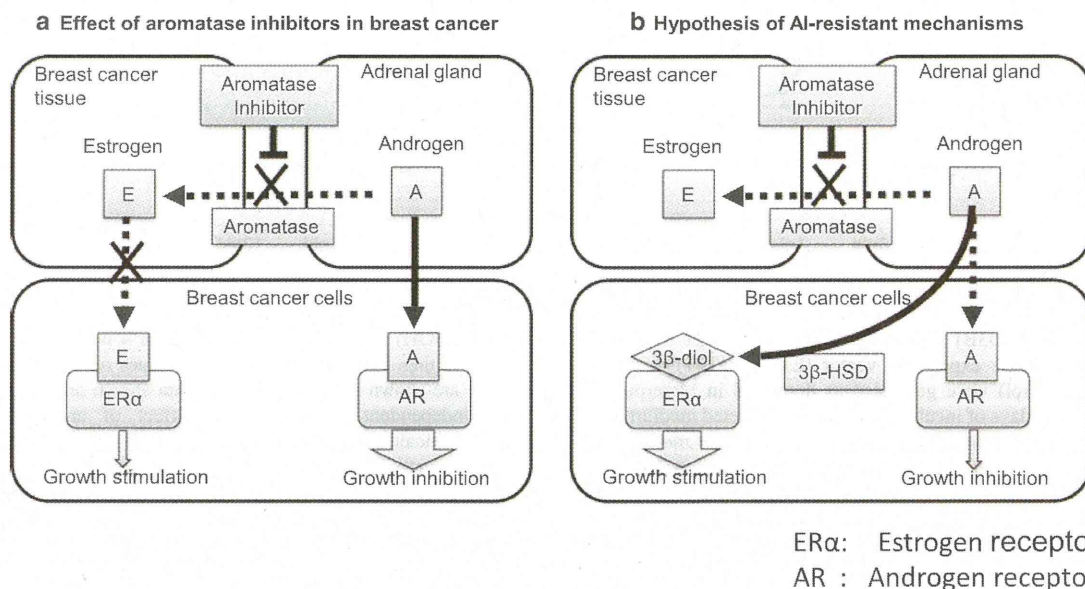 a Effect of aromatase inhibitors in breast cancer
Breast cancer
tissue
Aromatase
Inhibitor
Adrenal gland
Estrogen
Androgen
E
A
Aromatase
Breast cancer cells
E
A
ERα
AR
Growth stimulation
Growth inhibition
b Hypothesis of AI-resistant mechanisms
Breast cancer
tissue
Aromatase
Inhibitor
Adrenal gland
Estrogen
Androgen
E
A
Aromatase
Breast cancer cells
3β-diol
3β-HSD
A
ERα
AR
Growth stimulation
Growth inhibition
ERα: Estrogen recepto
AR : Androgen recepto